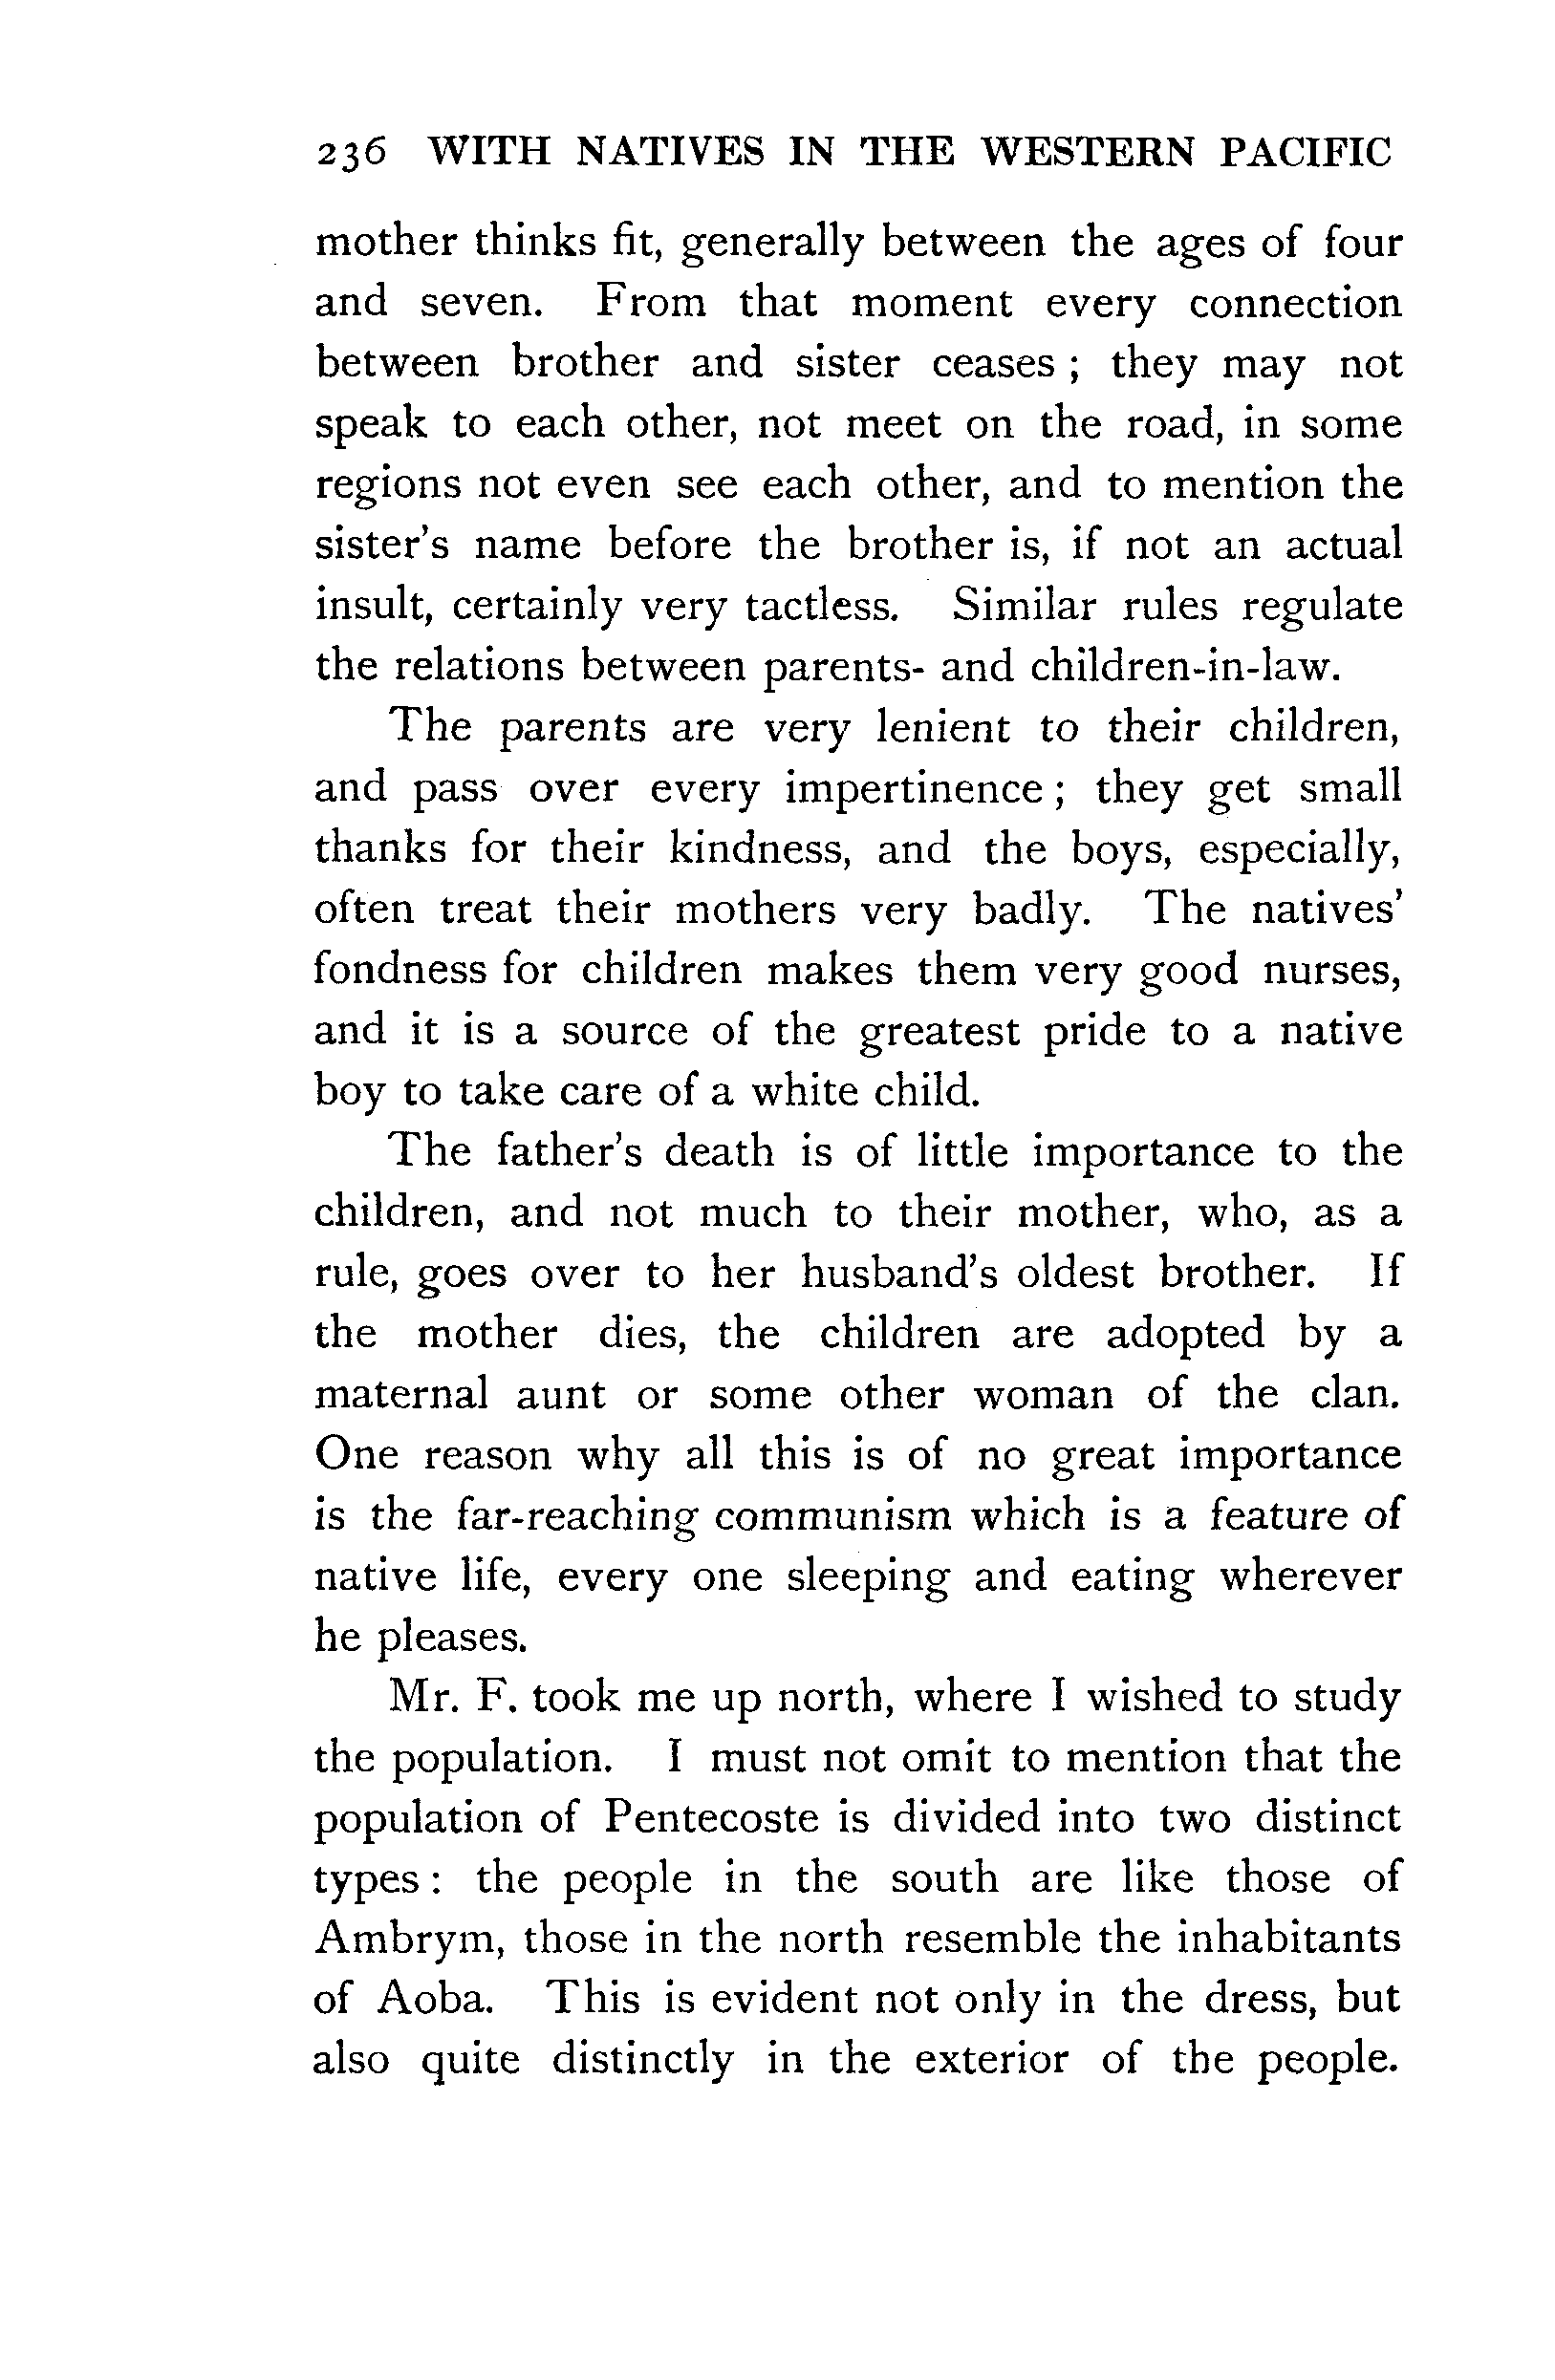 236 WITH NATIVES IN THE WESTERN PACIFIC
mother thinks fit, generally between the ages of four
and seven. From that moment every connection
between brother and sister ceases ; they may not
speak to each other, not meet on the road, in some
regions not even see each other, and to mention the
sister's name before the brother is, if not an actual
insult, certainly very tactless. Similar rules regulate
the relations between parents- and children-in-law.
The parents are very lenient to their children,
and pass over every impertinence ; they get small
thanks for their kindness, and the boys, especially,
often treat their mothers very badly. The natives'
fondness for children makes them very good nurses,
and it is a source of the greatest pride to a native
boy to take care of a white child.
The father's death is of little importance to the
children, and not much to their mother, who, as a
rule, goes over to her husband's oldest brother. If
the mother dies, the children are adopted by a
maternal aunt or some other woman of the clan.
One reason why all this is of no great importance
is the far-reaching communism which is a feature of
native life, every one sleeping and eating wherever
he pleases.
Mr. F. took me up north, where I wished to study
the population. I must not omit to mention that the
population of Pentecoste is divided into two distinct
types : the people in the south are like those of
Ambrym, those in the north resemble the inhabitants
of Aoba. This is evident not only in the dress, but
also quite distinctly in the exterior of the people.